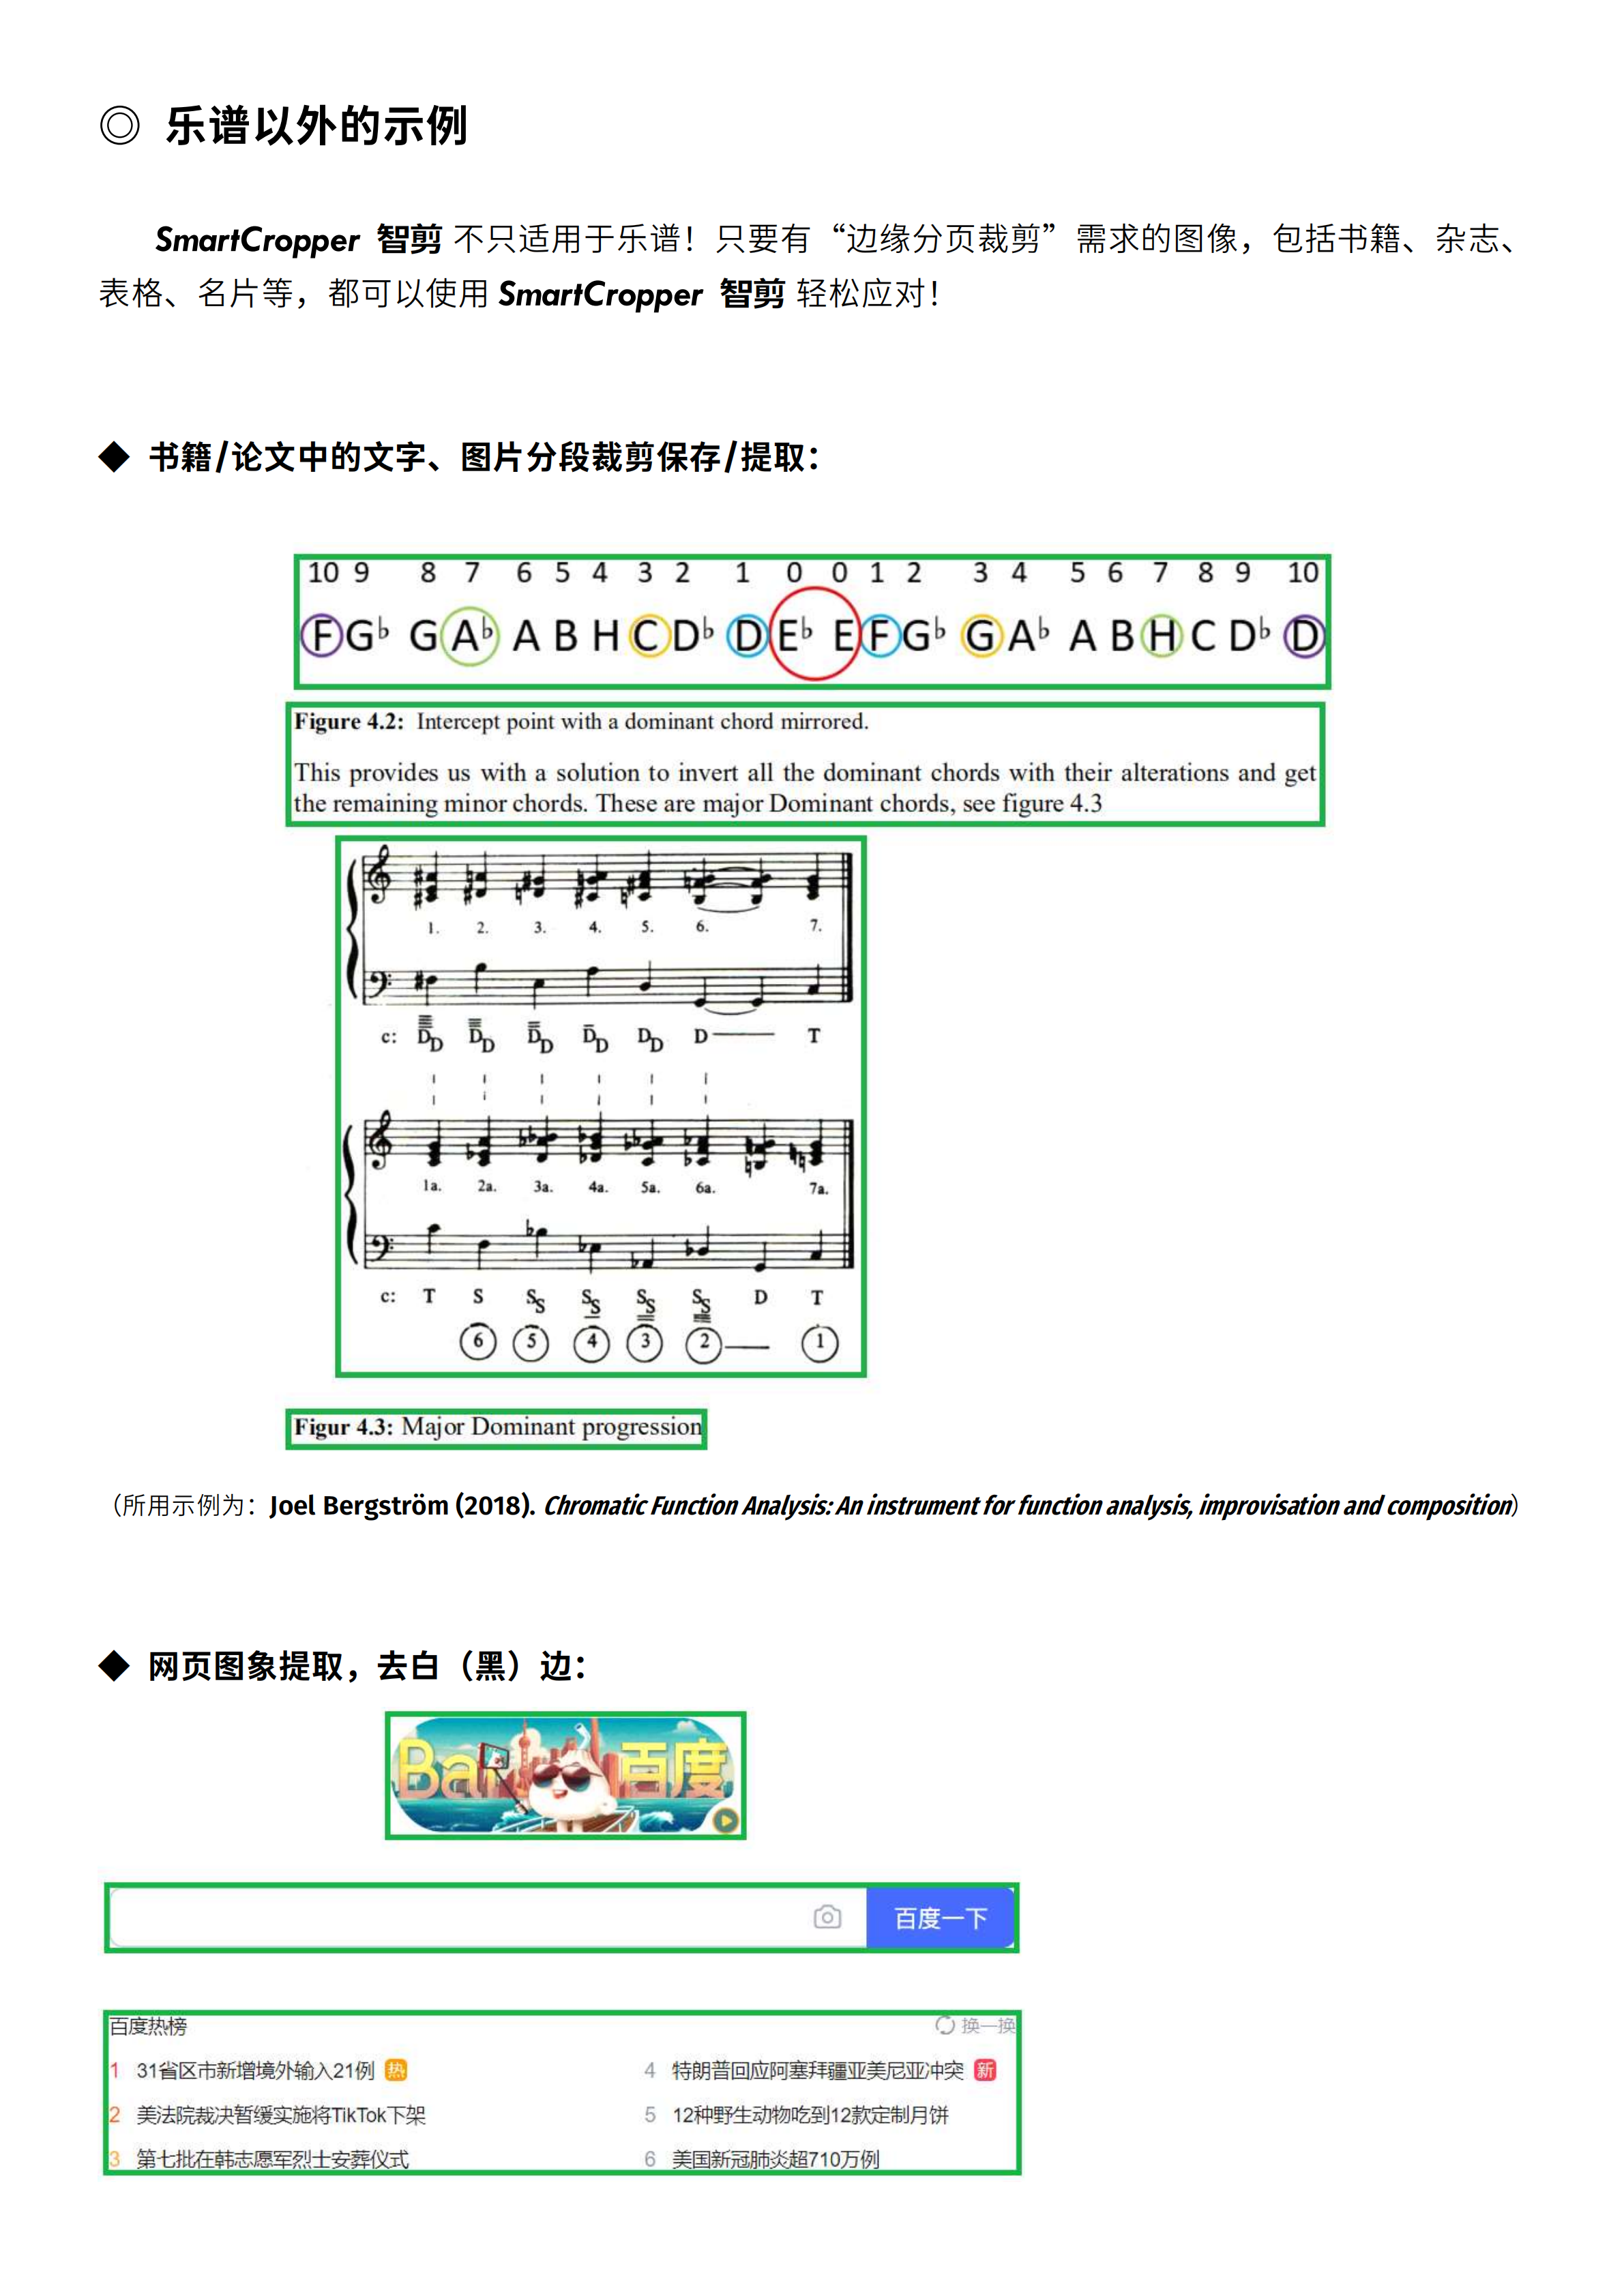 ◎ 乐谱以外的示例
SmartCropper 智剪 不只适用于乐谱！只要有“边缘分页裁剪”需求的图像，包括书籍、杂志、
表格、名片等，都可以使用 SmartCropper 智剪 轻松应对！
◆ 书籍/论文中的文字、图片分段裁剪保存/提取：
10 9 8 7 6 5 4 3 2 1 0 0 1 2 3 4 5 6 7 8 9 10
F G♭ G A♭ A B H C D♭ D E♭ E F G♭ G A♭ A B H C D♭ D
Figure 4.2: Intercept point with a dominant chord mirrored.
This provides us with a solution to invert all the dominant chords with their alterations and get
the remaining minor chords. These are major Dominant chords, see figure 4.3
1. 2. 3. 4. 5. 6. 7.
c: DD DD DD DD DD D T
1a. 2a. 3a. 4a. 5a. 6a. 7a.
c: T S SS SS SS SS D T
6 5 4 3 2 1
Figur 4.3: Major Dominant progression
（所用示例为：Joel Bergström (2018). Chromatic Function Analysis: An instrument for function analysis, improvisation and composition）
◆ 网页图象提取，去白（黑）边：
Bai 百度
百度一下
百度热榜 换一换
1 31省区市新增境外输入21例 热 4 特朗普回应阿塞拜疆亚美尼亚冲突 新
2 美法院裁决暂缓实施将TikTok下架 5 12种野生动物吃到12款定制月饼
3 第七批在韩志愿军烈士安葬仪式 6 美国新冠肺炎超710万例